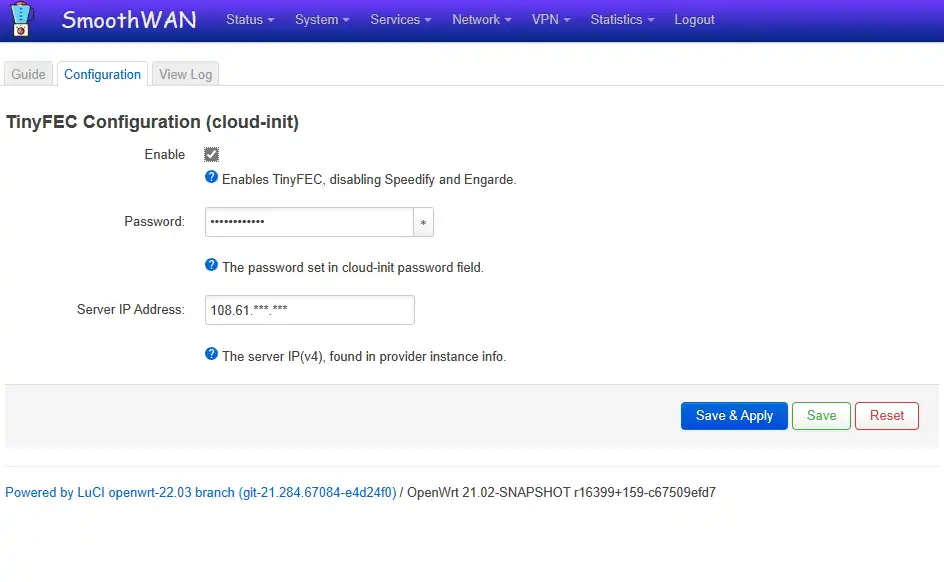 SmoothWAN Status System Services Network VPN Statistics Logout
Guide Configuration View Log
TinyFEC Configuration (cloud-init)
Enable
Enables TinyFEC, disabling Speedify and Engarde.
Password: •••••••••••• *
The password set in cloud-init password field.
Server IP Address: 108.61.***.***
The server IP(v4), found in provider instance info.
Save & Apply Save Reset
Powered by LuCI openwrt-22.03 branch (git-21.284.67084-e4d24f0) / OpenWrt 21.02-SNAPSHOT r16399+159-c67509efd7